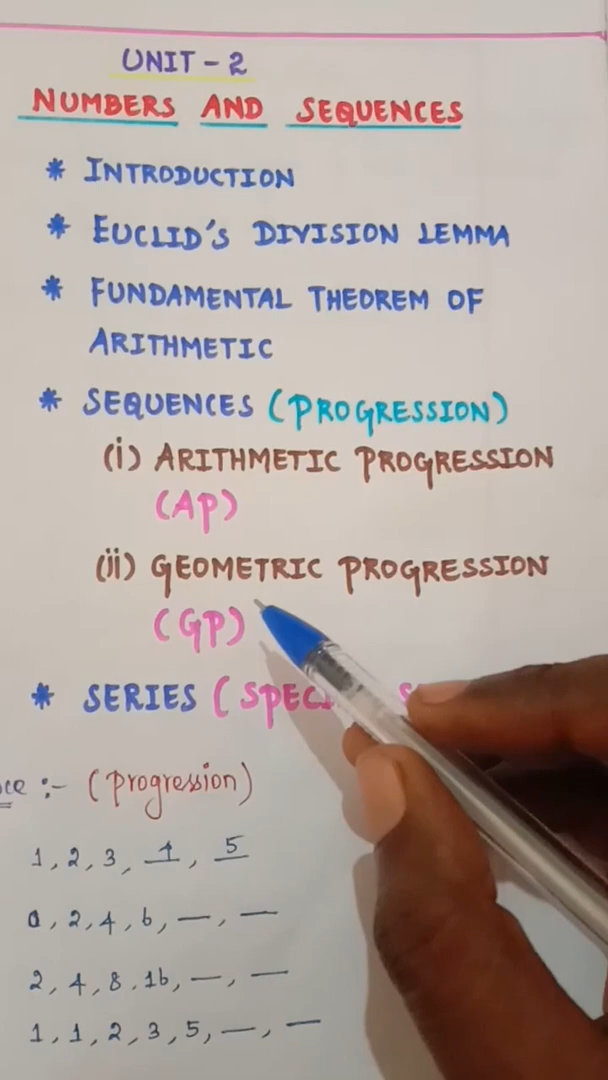 UNIT - 2
NUMBERS AND SEQUENCES
* INTRODUCTION
* EUCLID'S DIVISION LEMMA
* FUNDAMENTAL THEOREM OF
ARITHMETIC
* SEQUENCES (PROGRESSION)
(i) ARITHMETIC PROGRESSION
(AP)
(ii) GEOMETRIC PROGRESSION
(GP)
* SERIES (
:- (progression)
1, 2, 3, 4, 5
0, 2, 4, 6, —, —
2, 4, 8, 16, —, —
1, 1, 2, 3, 5, —, —